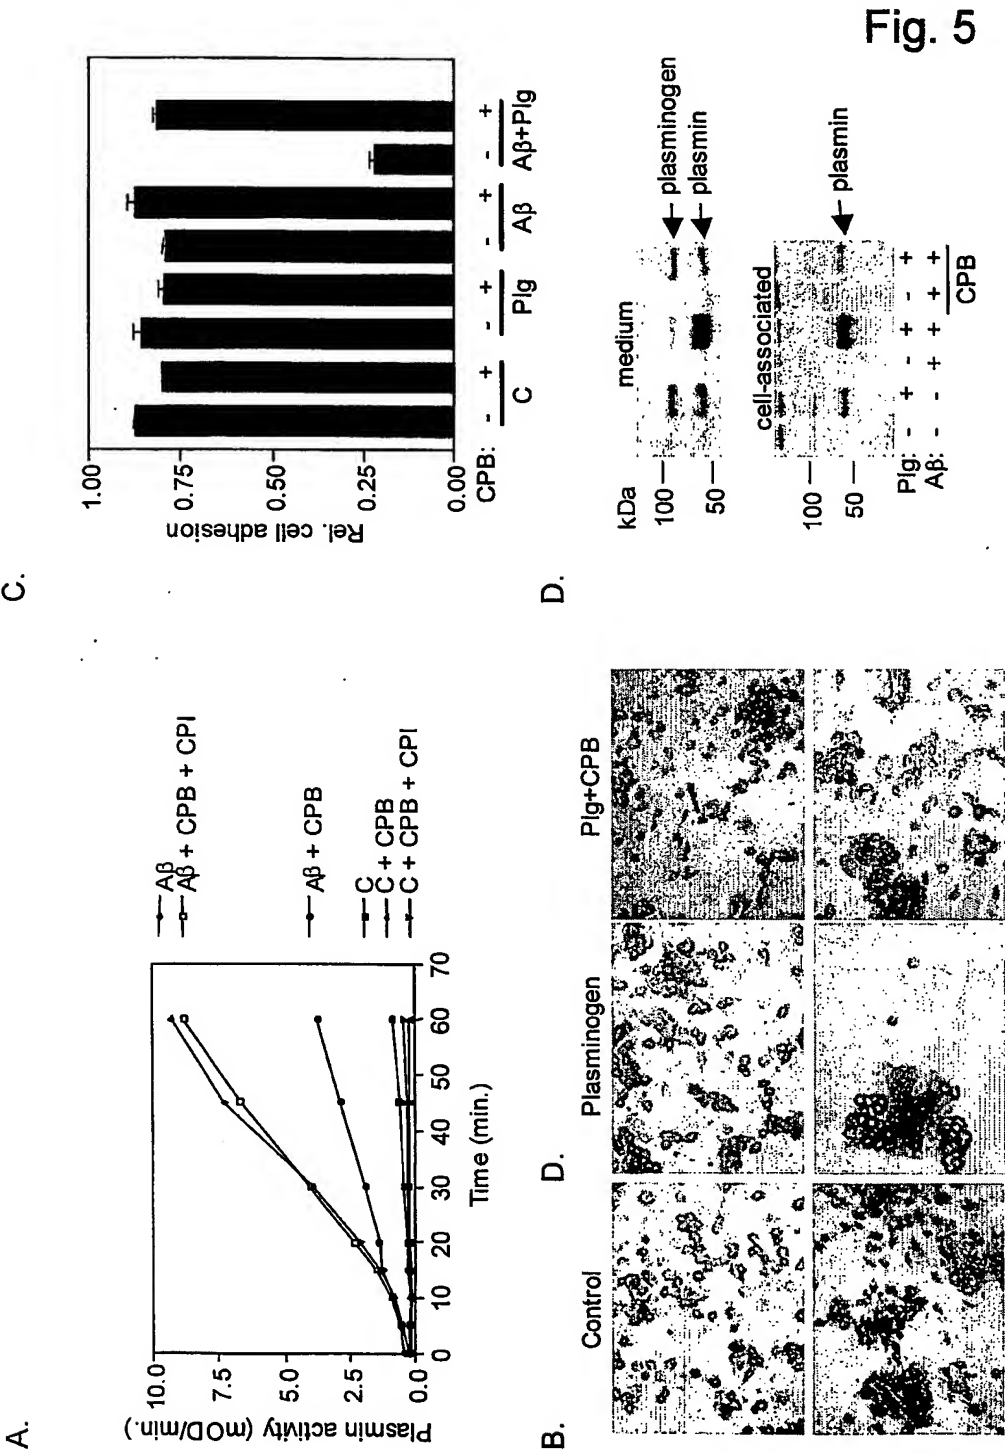 Fig. 5
A.
Plasmin activity (mOD/min.)
10.0
7.5
5.0
2.5
0.0
0 10 20 30 40 50 60 70
Time (min.)
Aβ
Aβ + CPB + CPI
Aβ + CPB
C
C + CPB
C + CPB + CPI
C.
Rel. cell adhesion
1.00
0.75
0.50
0.25
0.00
CPB: - + - + - + - +
C Plg Aβ Aβ+Plg
B.
D.
Control Plasminogen Plg+CPB
D.
kDa medium
100
50
plasminogen
plasmin
cell-associated
100
50
plasmin
Plg: - + - + - +
Aβ: - - + + + +
CPB